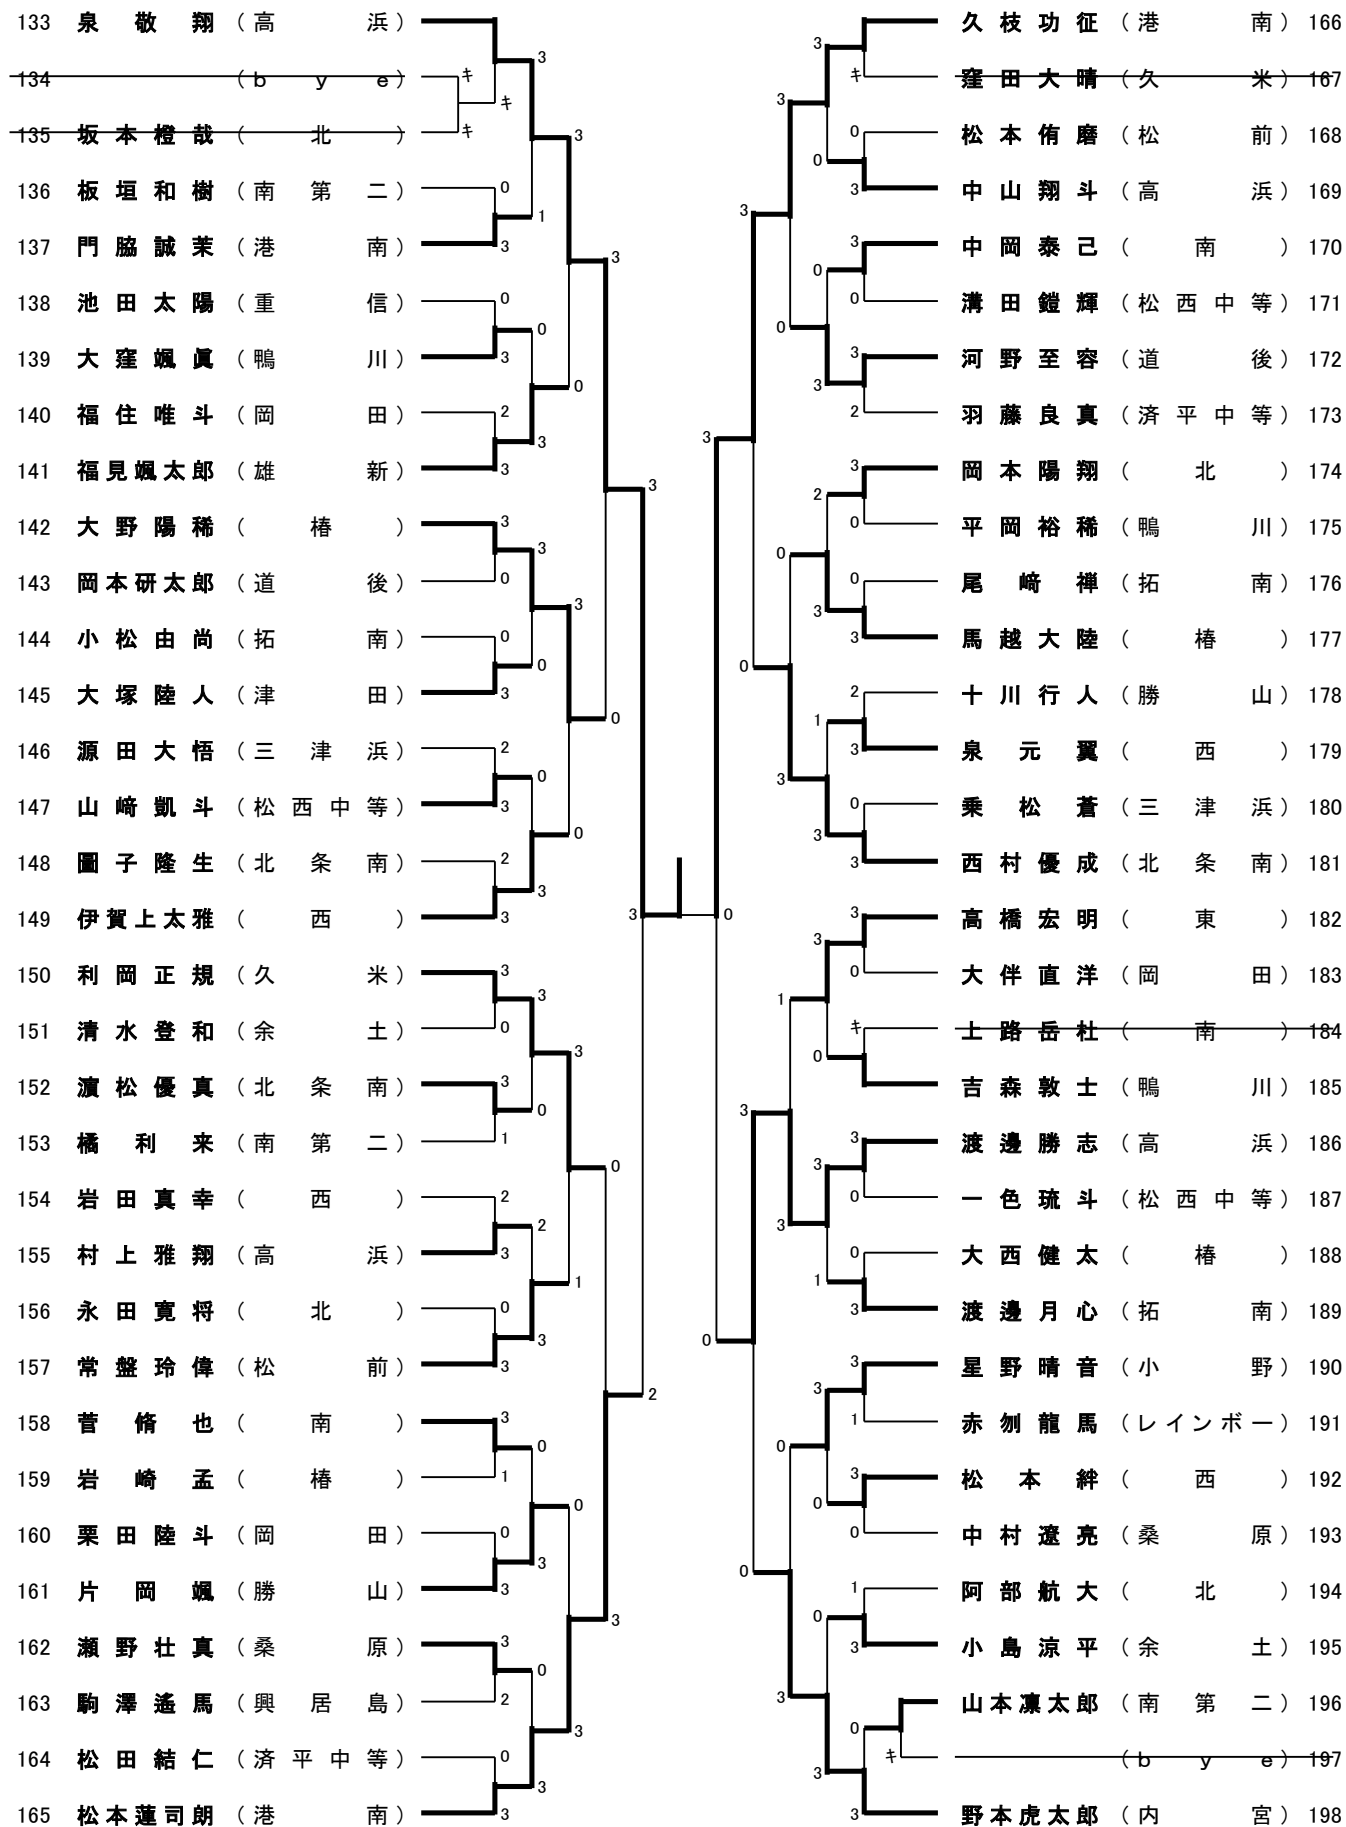 133 泉敬翔（高浜）
134 （bye）
135 坂本橙哉（北）
136 板垣和樹（南第二）
137 門脇誠茉（港南）
138 池田太陽（重信）
139 大窪颯眞（鴨川）
140 福住唯斗（岡田）
141 福見颯太郎（雄新）
142 大野陽稀（椿）
143 岡本研太郎（道後）
144 小松由尚（拓南）
145 大塚陸人（津田）
146 源田大悟（三津浜）
147 山﨑凱斗（松西中等）
148 圖子隆生（北条南）
149 伊賀上太雅（西）
150 利岡正規（久米）
151 清水登和（余土）
152 濵松優真（北条南）
153 橘利来（南第二）
154 岩田真幸（西）
155 村上雅翔（高浜）
156 永田寛将（北）
157 常盤玲偉（松前）
158 菅脩也（南）
159 岩崎孟（椿）
160 栗田陸斗（岡田）
161 片岡颯（勝山）
162 瀬野壮真（桑原）
163 駒澤遙馬（興居島）
164 松田結仁（済平中等）
165 松本蓮司朗（港南）
久枝功征（港南）166
窪田大晴（久米）167
松本侑磨（松前）168
中山翔斗（高浜）169
中岡泰己（南）170
溝田鎧輝（松西中等）171
河野至容（道後）172
羽藤良真（済平中等）173
岡本陽翔（北）174
平岡裕稀（鴨川）175
尾﨑禅（拓南）176
馬越大陸（椿）177
十川行人（勝山）178
泉元翼（西）179
乗松蒼（三津浜）180
西村優成（北条南）181
高橋宏明（東）182
大伴直洋（岡田）183
上路岳杜（南）184
吉森敦士（鴨川）185
渡邊勝志（高浜）186
一色琉斗（松西中等）187
大西健太（椿）188
渡邊月心（拓南）189
星野晴音（小野）190
赤刎龍馬（レインボー）191
松本絆（西）192
中村遼亮（桑原）193
阿部航大（北）194
小島涼平（余土）195
山本凛太郎（南第二）196
（bye）197
野本虎太郎（内宮）198